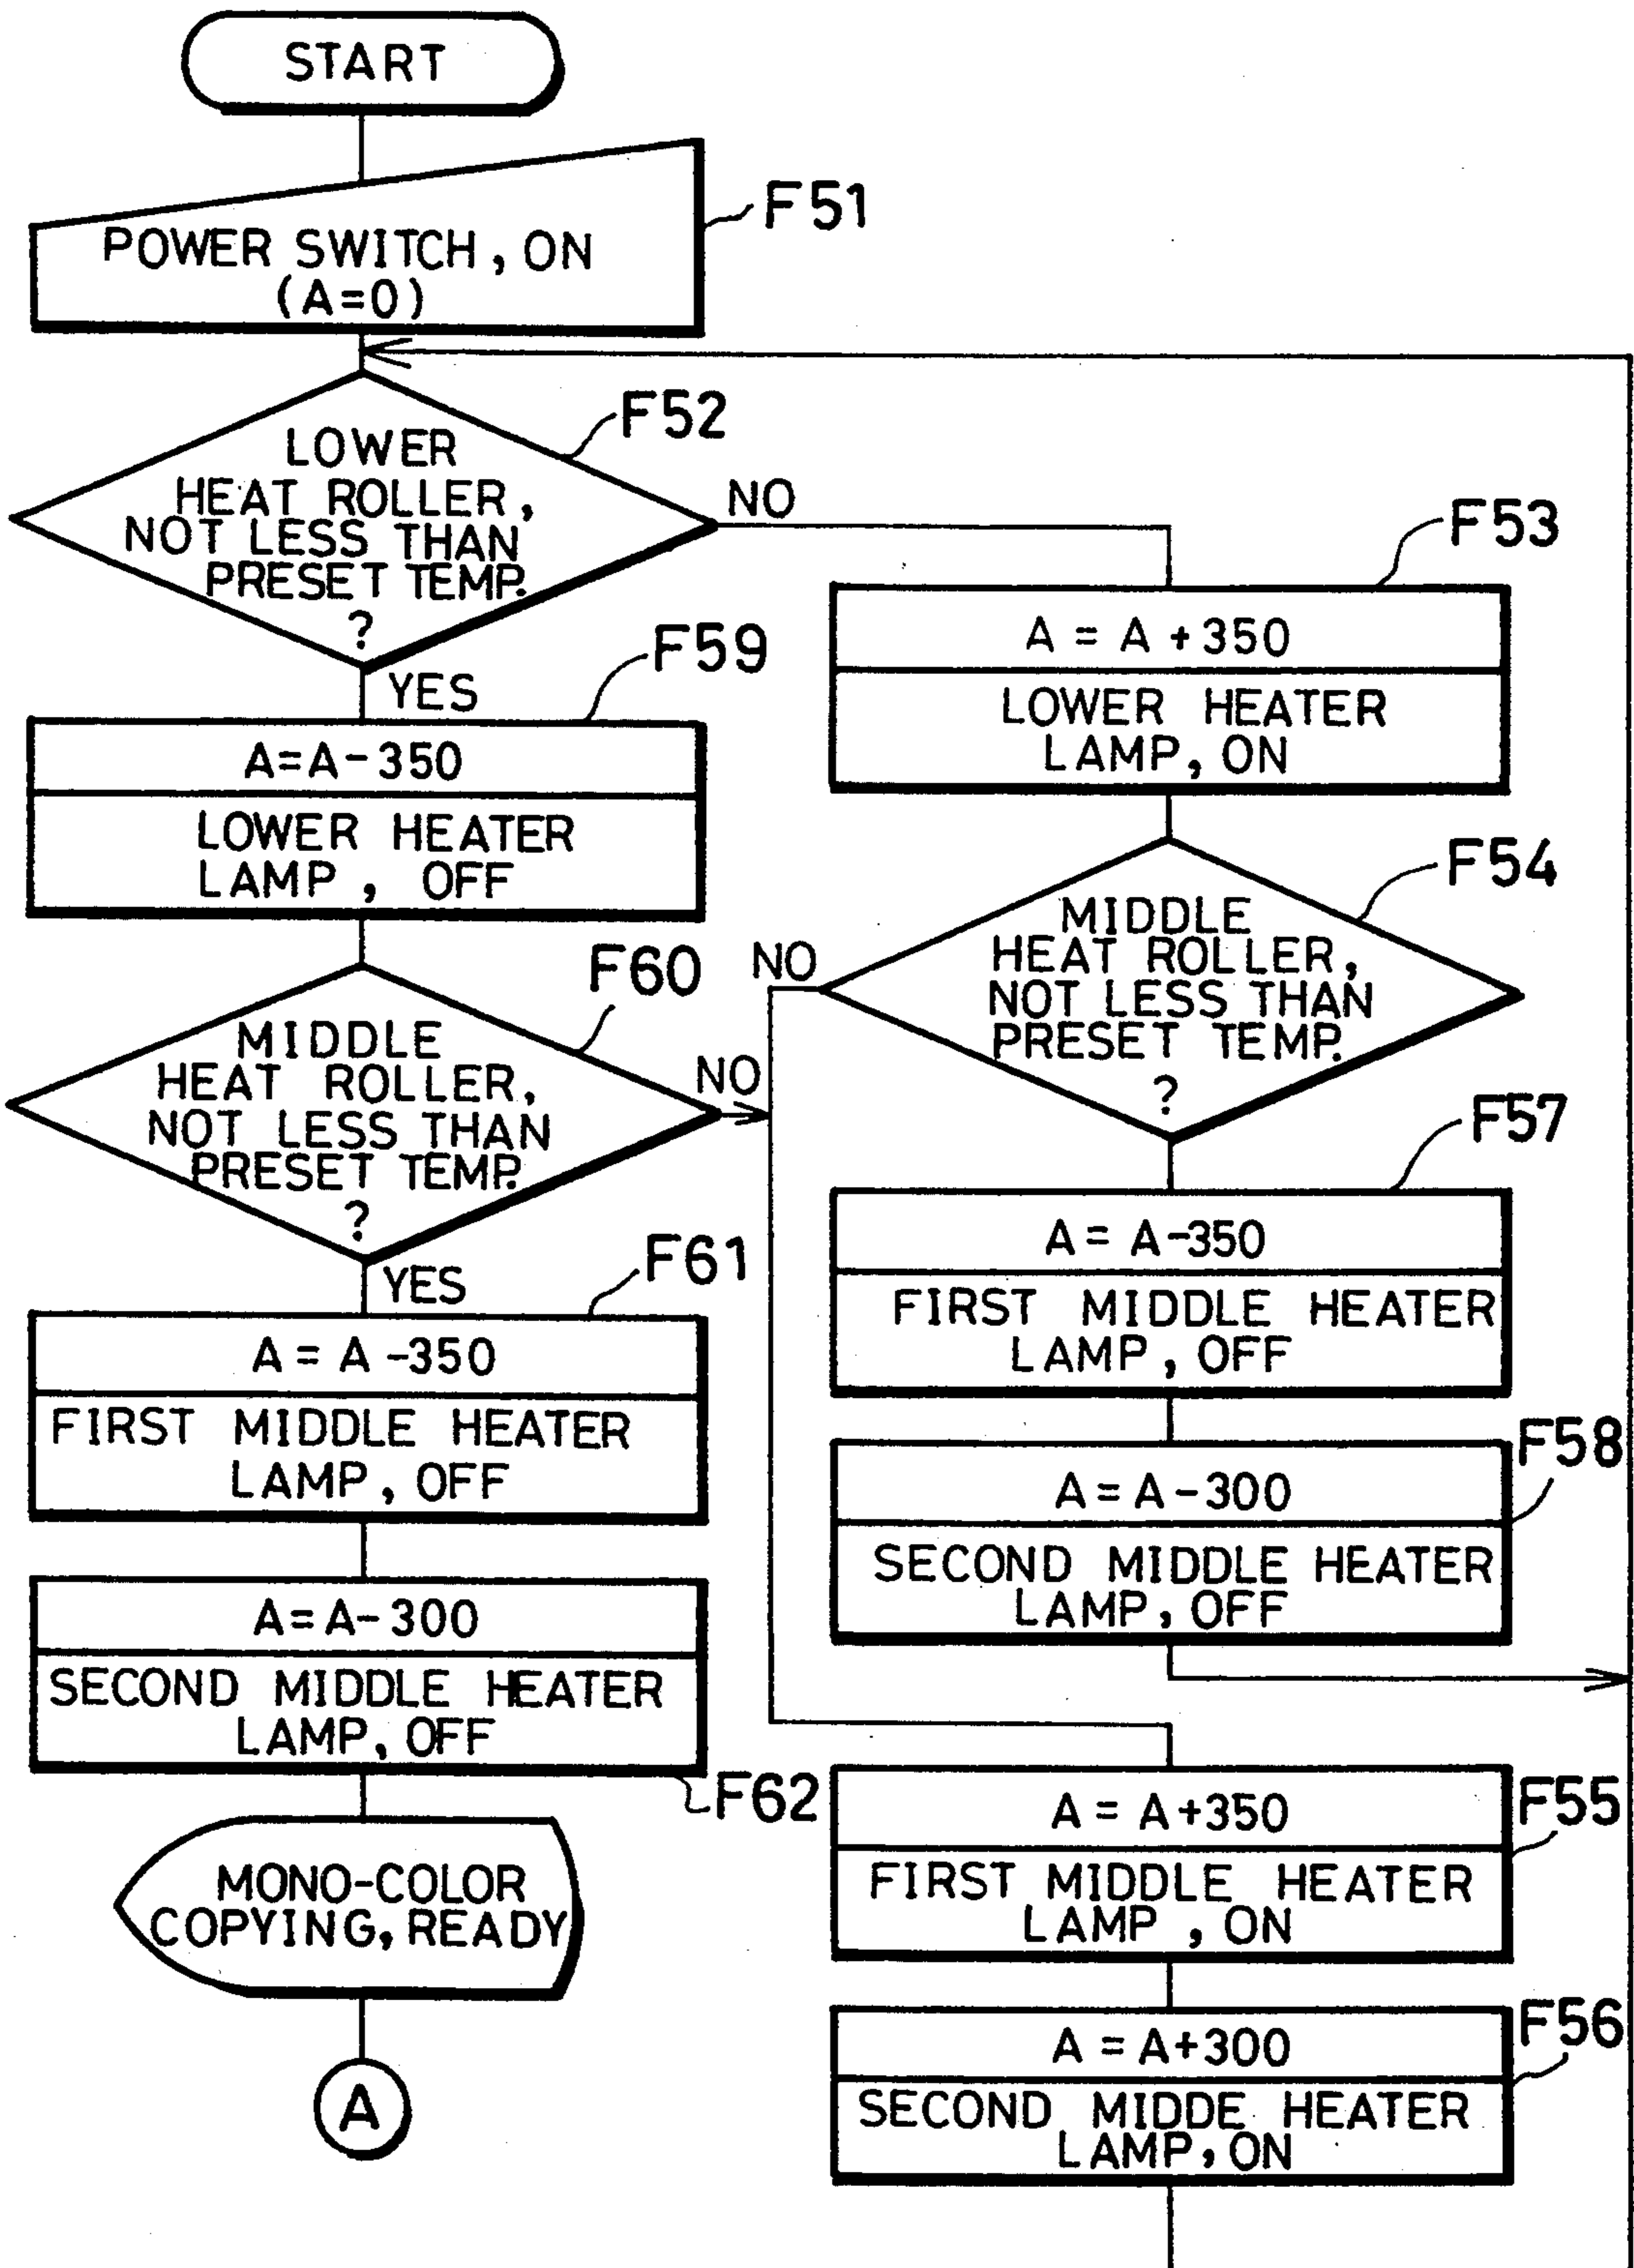 START
POWER SWITCH, ON
(A=0)
F51
LOWER
HEAT ROLLER,
NOT LESS THAN
PRESET TEMP.
?
F52
NO
YES
F59
A=A-350
LOWER HEATER
LAMP, OFF
F60
MIDDLE
HEAT ROLLER,
NOT LESS THAN
PRESET TEMP.
?
NO
YES
F61
A = A -350
FIRST MIDDLE HEATER
LAMP, OFF
A=A-300
SECOND MIDDLE HEATER
LAMP, OFF
F62
MONO-COLOR
COPYING, READY
A
F53
A = A +350
LOWER HEATER
LAMP, ON
F54
MIDDLE
HEAT ROLLER,
NOT LESS THAN
PRESET TEMP.
?
NO
F57
A = A-350
FIRST MIDDLE HEATER
LAMP, OFF
F58
A = A-300
SECOND MIDDLE HEATER
LAMP, OFF
F55
A = A+350
FIRST MIDDLE HEATER
LAMP, ON
F56
A = A+300
SECOND MIDDE HEATER
LAMP, ON